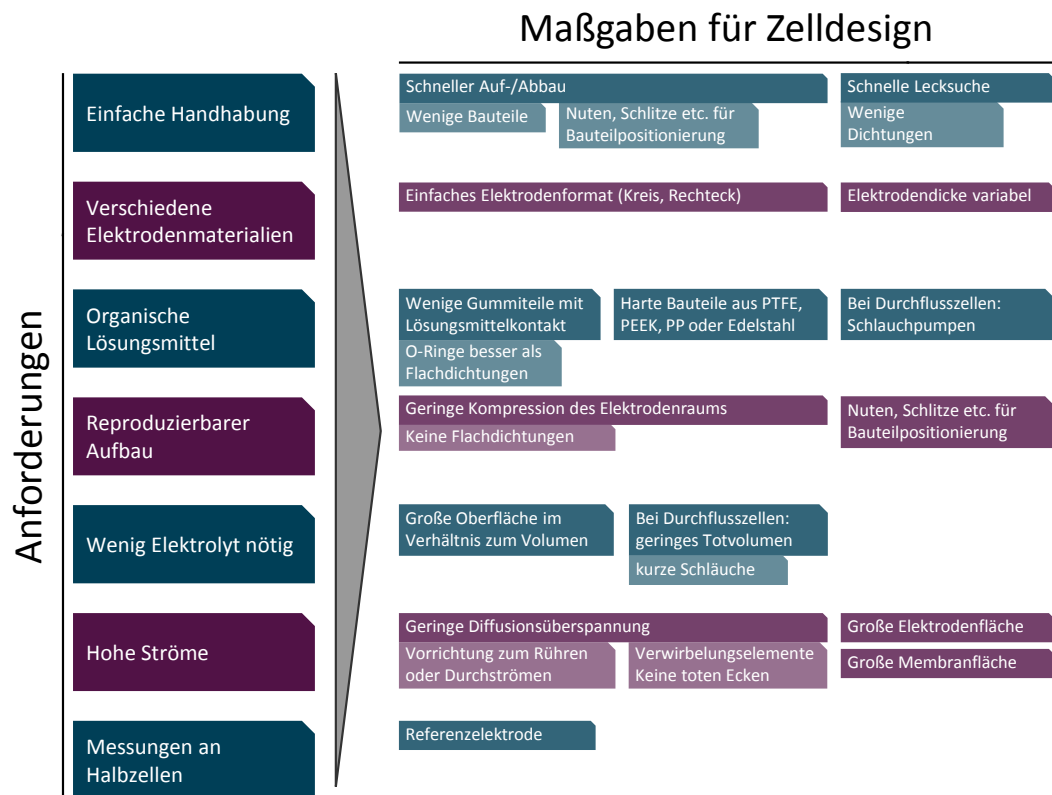 Maßgaben für Zelldesign
Anforderungen
Einfache Handhabung
Schneller Auf-/Abbau
Wenige Bauteile
Nuten, Schlitze etc. für
Bauteilpositionierung
Schnelle Lecksuche
Wenige
Dichtungen
Verschiedene
Elektrodenmaterialien
Einfaches Elektrodenformat (Kreis, Rechteck)
Elektrodendicke variabel
Organische
Lösungsmittel
Wenige Gummiteile mit
Lösungsmittelkontakt
O-Ringe besser als
Flachdichtungen
Harte Bauteile aus PTFE,
PEEK, PP oder Edelstahl
Bei Durchflusszellen:
Schlauchpumpen
Reproduzierbarer
Aufbau
Geringe Kompression des Elektrodenraums
Keine Flachdichtungen
Nuten, Schlitze etc. für
Bauteilpositionierung
Wenig Elektrolyt nötig
Große Oberfläche im
Verhältnis zum Volumen
Bei Durchflusszellen:
geringes Totvolumen
kurze Schläuche
Hohe Ströme
Geringe Diffusionsüberspannung
Vorrichtung zum Rühren
oder Durchströmen
Verwirbelungselemente
Keine toten Ecken
Große Elektrodenfläche
Große Membranfläche
Messungen an
Halbzellen
Referenzelektrode